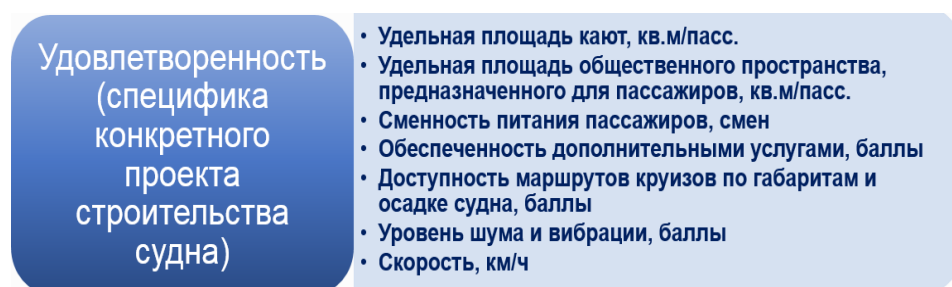 Удовлетворенность
(специфика
конкретного
проекта
строительства
судна)
• Удельная площадь кают, кв.м/пасс.
• Удельная площадь общественного пространства,
предназначенного для пассажиров, кв.м/пасс.
• Сменность питания пассажиров, смен
• Обеспеченность дополнительными услугами, баллы
• Доступность маршрутов круизов по габаритам и
осадке судна, баллы
• Уровень шума и вибрации, баллы
• Скорость, км/ч